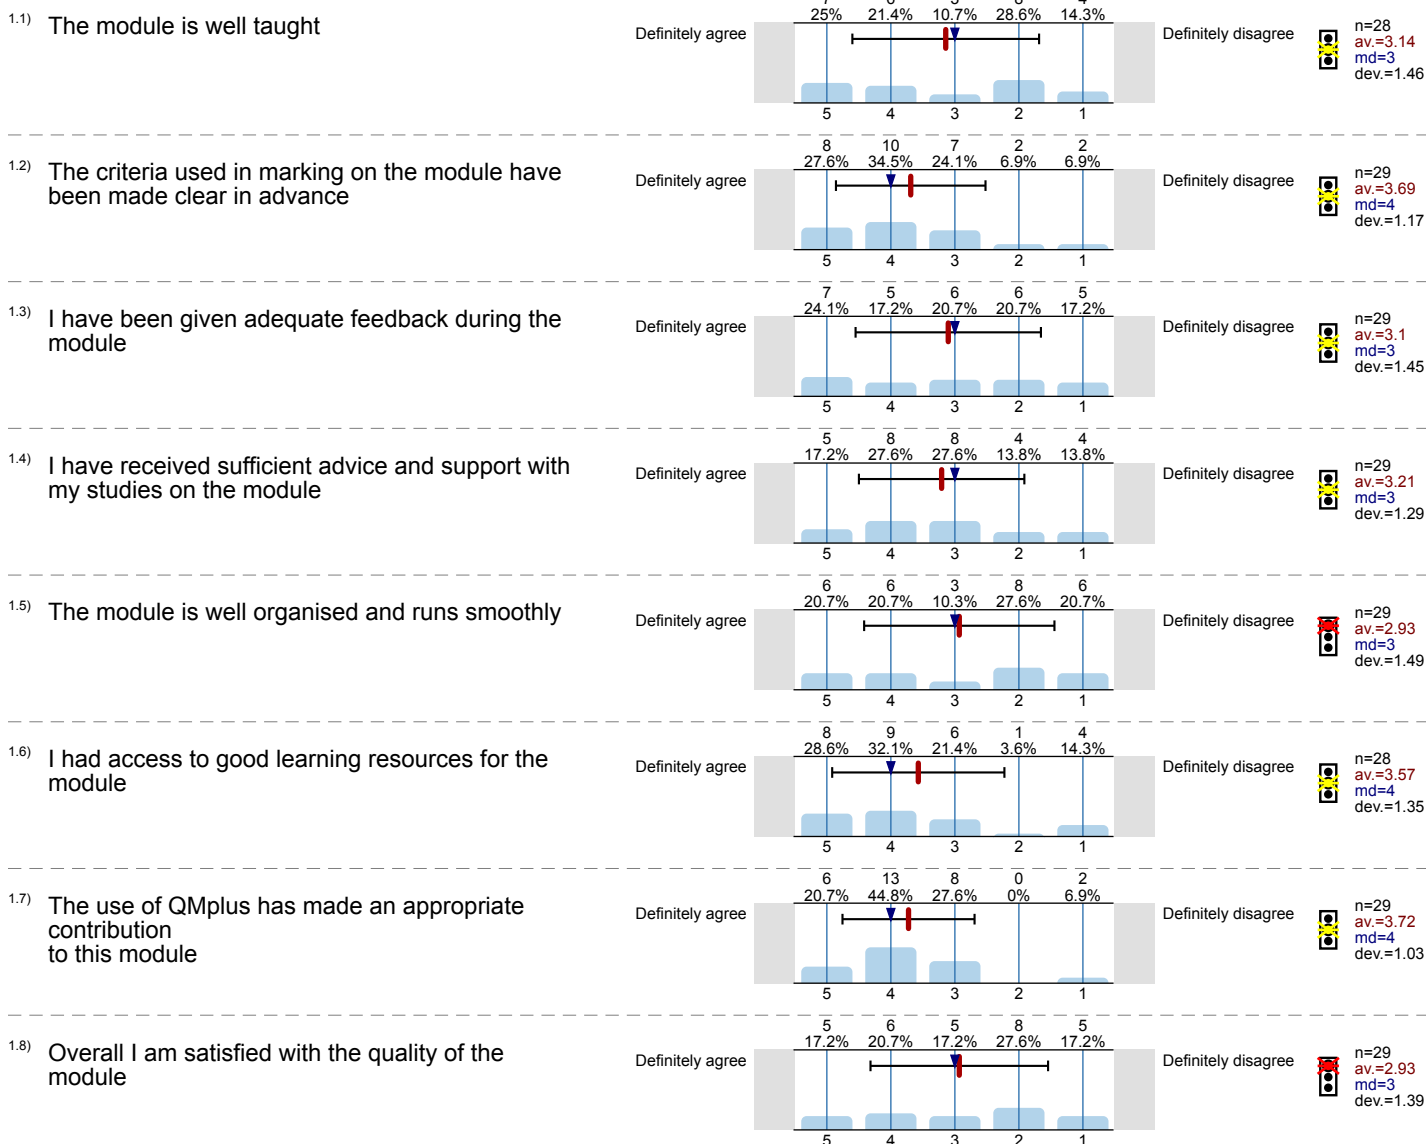 25% 21.4% 10.7% 28.6% 14.3%
1.1) The module is well taught
Definitely agree
Definitely disagree
n=28
av.=3.14
md=3
dev.=1.46
5 4 3 2 1
8 10 7 2 2
27.6% 34.5% 24.1% 6.9% 6.9%
1.2) The criteria used in marking on the module have
been made clear in advance
Definitely agree
Definitely disagree
n=29
av.=3.69
md=4
dev.=1.17
5 4 3 2 1
7 5 6 6 5
24.1% 17.2% 20.7% 20.7% 17.2%
1.3) I have been given adequate feedback during the
module
Definitely agree
Definitely disagree
n=29
av.=3.1
md=3
dev.=1.45
5 4 3 2 1
5 8 8 4 4
17.2% 27.6% 27.6% 13.8% 13.8%
1.4) I have received sufficient advice and support with
my studies on the module
Definitely agree
Definitely disagree
n=29
av.=3.21
md=3
dev.=1.29
5 4 3 2 1
6 6 3 8 6
20.7% 20.7% 10.3% 27.6% 20.7%
1.5) The module is well organised and runs smoothly
Definitely agree
Definitely disagree
n=29
av.=2.93
md=3
dev.=1.49
5 4 3 2 1
8 9 6 1 4
28.6% 32.1% 21.4% 3.6% 14.3%
1.6) I had access to good learning resources for the
module
Definitely agree
Definitely disagree
n=28
av.=3.57
md=4
dev.=1.35
5 4 3 2 1
6 13 8 0 2
20.7% 44.8% 27.6% 0% 6.9%
1.7) The use of QMplus has made an appropriate
contribution
to this module
Definitely agree
Definitely disagree
n=29
av.=3.72
md=4
dev.=1.03
5 4 3 2 1
5 6 5 8 5
17.2% 20.7% 17.2% 27.6% 17.2%
1.8) Overall I am satisfied with the quality of the
module
Definitely agree
Definitely disagree
n=29
av.=2.93
md=3
dev.=1.39
5 4 3 2 1